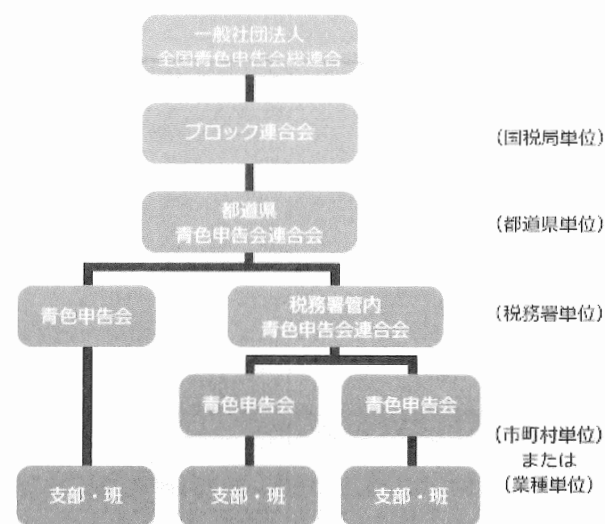 一般社団法人
全国青色申告会総連合
ブロック連合会
(国税局単位)
都道県
青色申告会連合会
(都道県単位)
青色申告会
税務署管内
青色申告会連合会
(税務署単位)
青色申告会
青色申告会
(市町村単位)
または
(業種単位)
支部・班
支部・班
支部・班